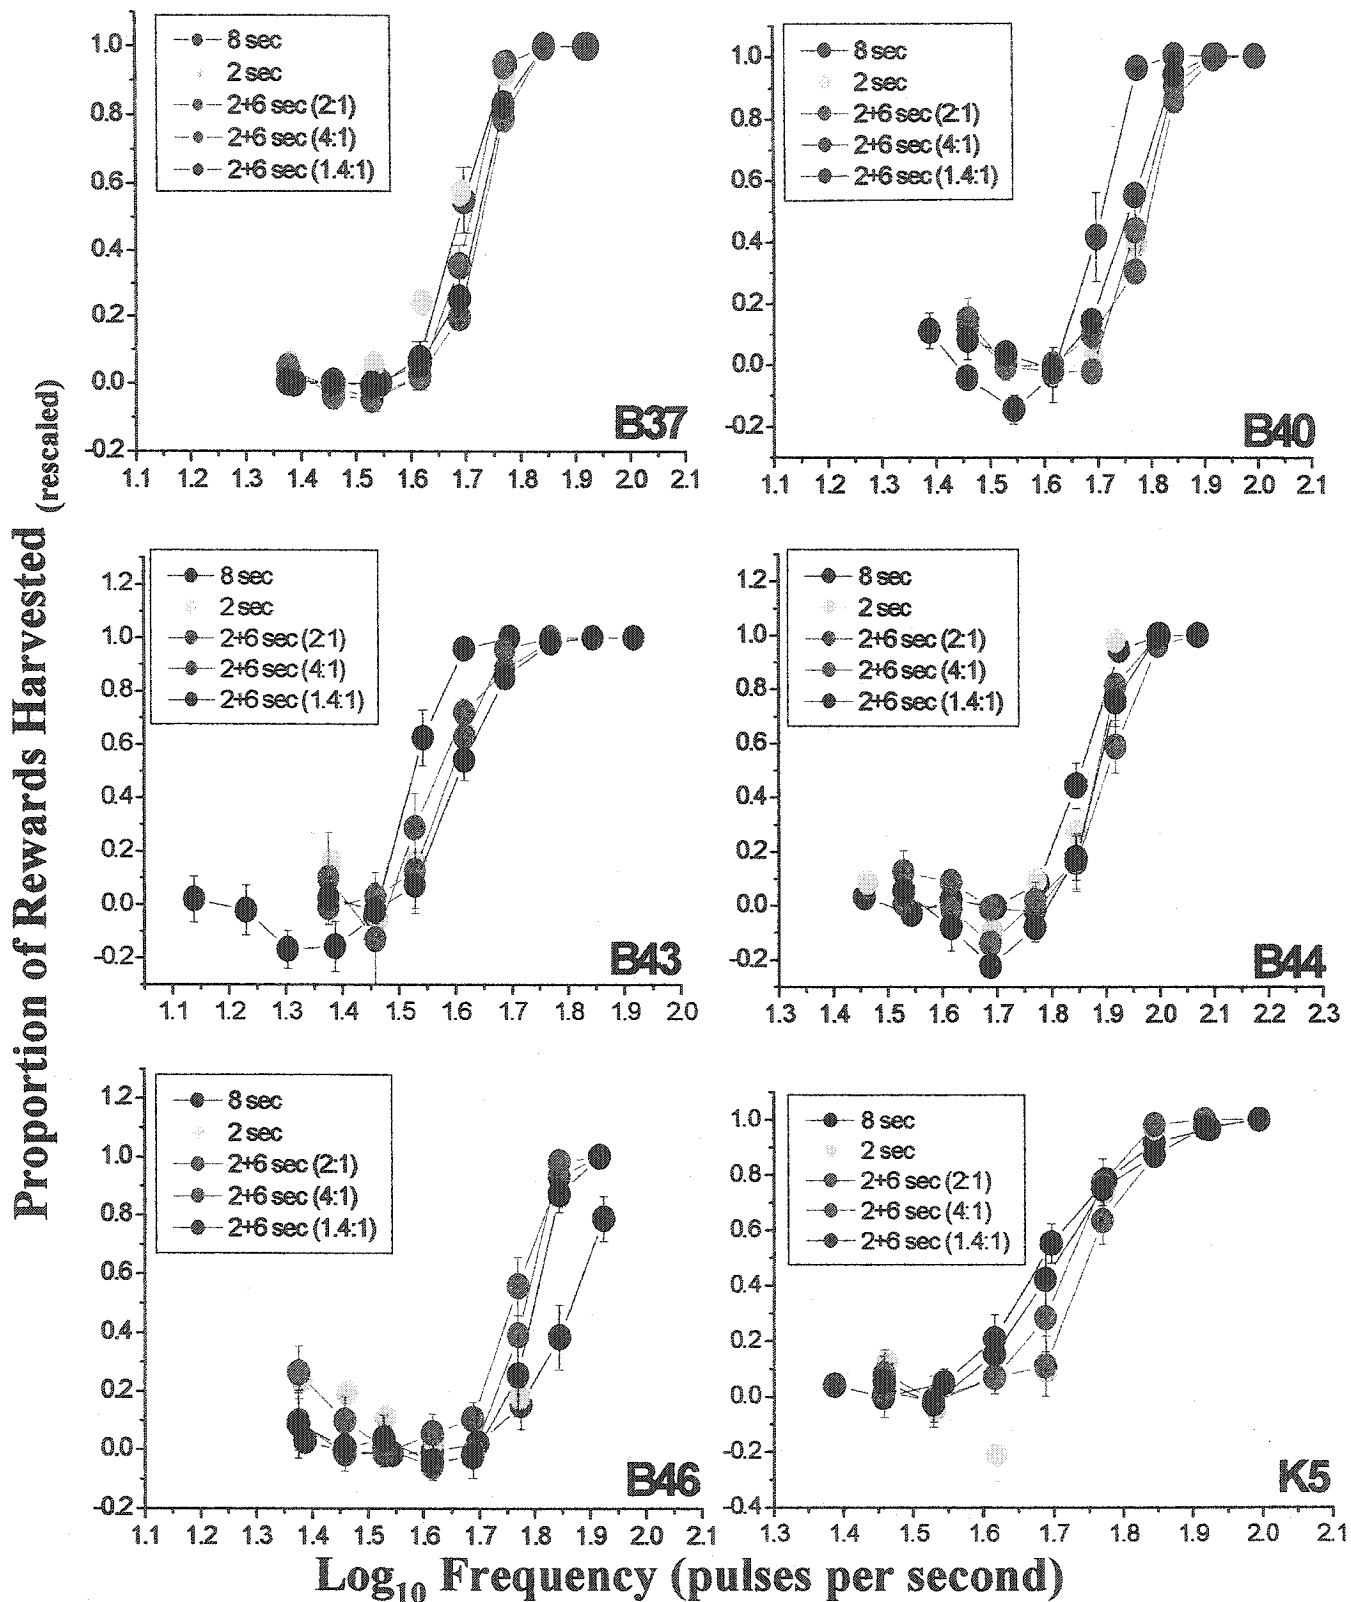 1.0
0.8
0.6
0.4
0.2
0.0
-0.2
8 sec
2 sec
2+6 sec (2:1)
2+6 sec (4:1)
2+6 sec (1.4:1)
B37
1.1 1.2 1.3 1.4 1.5 1.6 1.7 1.8 1.9 2.0 2.1
1.0
0.8
0.6
0.4
0.2
0.0
-0.2
8 sec
2 sec
2+6 sec (2:1)
2+6 sec (4:1)
2+6 sec (1.4:1)
B40
1.1 1.2 1.3 1.4 1.5 1.6 1.7 1.8 1.9 2.0 2.1
Proportion of Rewards Harvested (rescaled)
1.2
1.0
0.8
0.6
0.4
0.2
0.0
-0.2
8 sec
2 sec
2+6 sec (2:1)
2+6 sec (4:1)
2+6 sec (1.4:1)
B43
1.1 1.2 1.3 1.4 1.5 1.6 1.7 1.8 1.9 2.0
1.2
1.0
0.8
0.6
0.4
0.2
0.0
-0.2
8 sec
2 sec
2+6 sec (2:1)
2+6 sec (4:1)
2+6 sec (1.4:1)
B44
1.3 1.4 1.5 1.6 1.7 1.8 1.9 2.0 2.1 2.2 2.3
1.2
1.0
0.8
0.6
0.4
0.2
0.0
-0.2
8 sec
2 sec
2+6 sec (2:1)
2+6 sec (4:1)
2+6 sec (1.4:1)
B46
1.1 1.2 1.3 1.4 1.5 1.6 1.7 1.8 1.9 2.0 2.1
1.0
0.8
0.6
0.4
0.2
0.0
-0.2
-0.4
8 sec
2 sec
2+6 sec (2:1)
2+6 sec (4:1)
2+6 sec (1.4:1)
K5
1.3 1.4 1.5 1.6 1.7 1.8 1.9 2.0 2.1
Log10 Frequency (pulses per second)